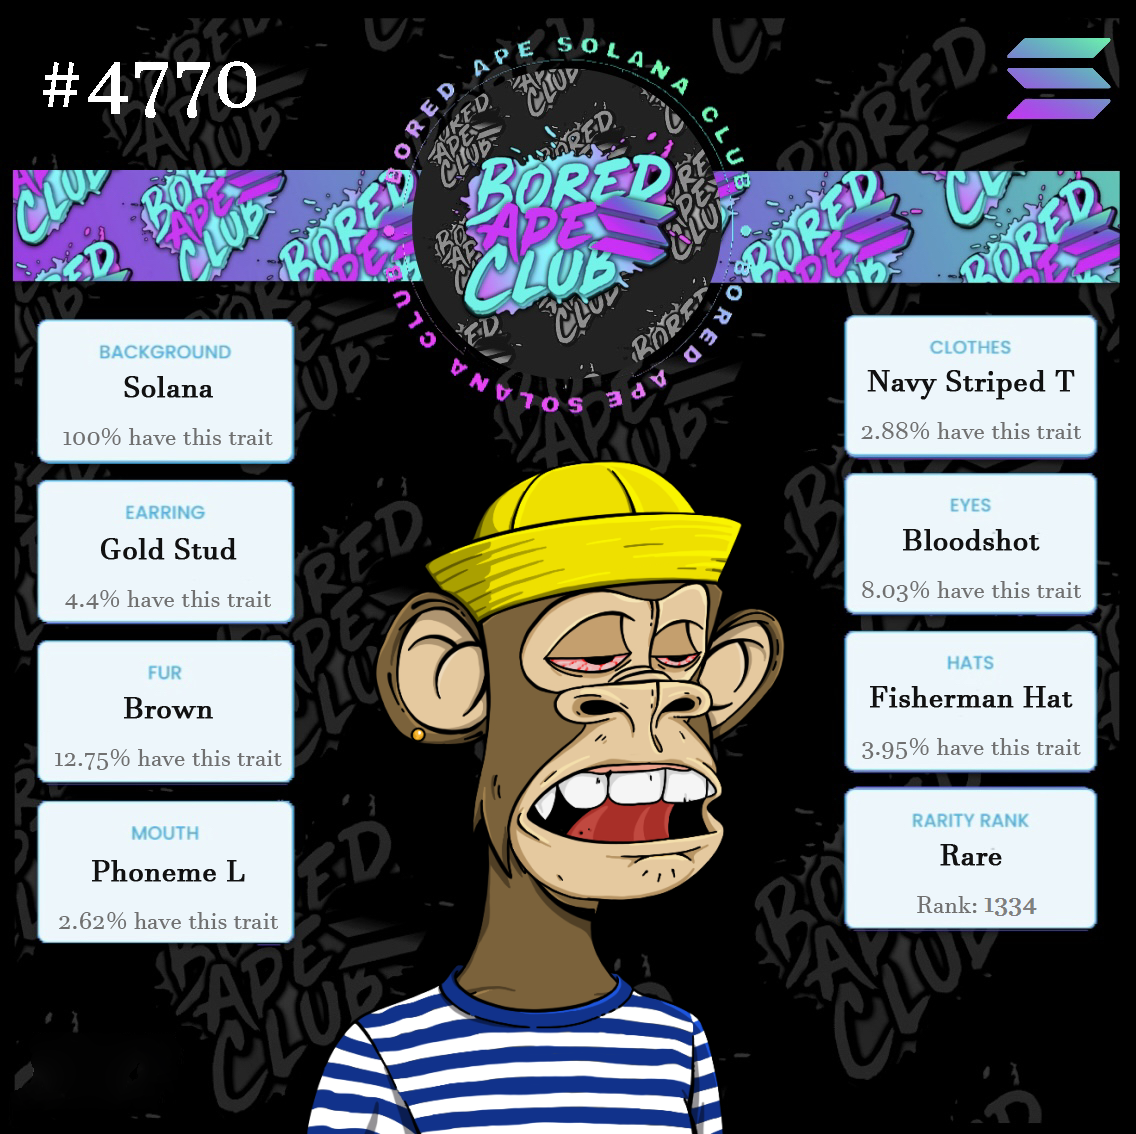 #4770
BORED APE SOLANA CLUB
BORED
APE
CLUB
BORED APE SOLANA CLUB
BACKGROUND
Solana
100% have this trait
EARRING
Gold Stud
4.4% have this trait
FUR
Brown
12.75% have this trait
MOUTH
Phoneme L
2.62% have this trait
CLOTHES
Navy Striped T
2.88% have this trait
EYES
Bloodshot
8.03% have this trait
HATS
Fisherman Hat
3.95% have this trait
RARITY RANK
Rare
Rank: 1334